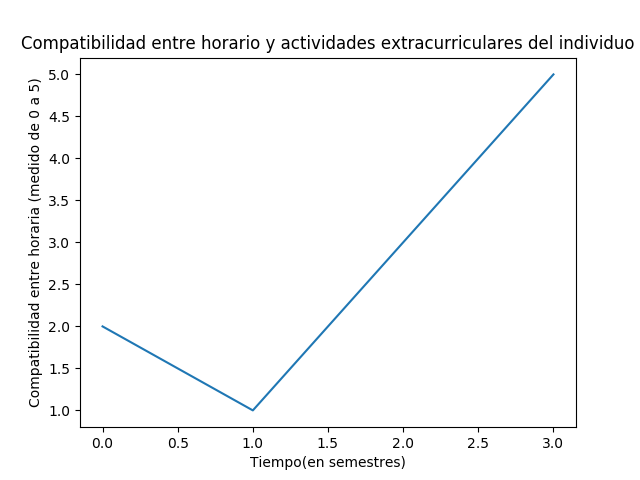 Compatibilidad entre horario y actividades extracurriculares del individuo
Compatibilidad entre horaria (medido de 0 a 5)
5.0
4.5
4.0
3.5
3.0
2.5
2.0
1.5
1.0
0.0 0.5 1.0 1.5 2.0 2.5 3.0
Tiempo(en semestres)